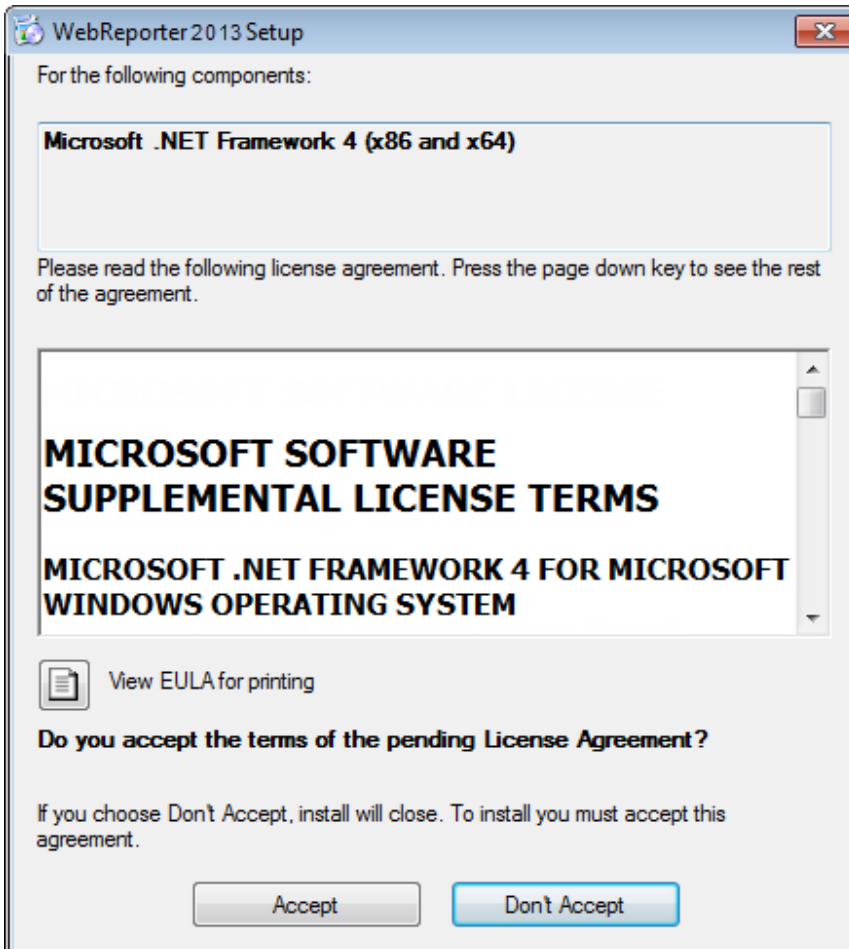 WebReporter 2013 Setup
For the following components:
Microsoft .NET Framework 4 (x86 and x64)
Please read the following license agreement. Press the page down key to see the rest
of the agreement.
MICROSOFT SOFTWARE
SUPPLEMENTAL LICENSE TERMS
MICROSOFT .NET FRAMEWORK 4 FOR MICROSOFT
WINDOWS OPERATING SYSTEM
View EULA for printing
Do you accept the terms of the pending License Agreement?
If you choose Don't Accept, install will close. To install you must accept this
agreement.
Accept
Don't Accept